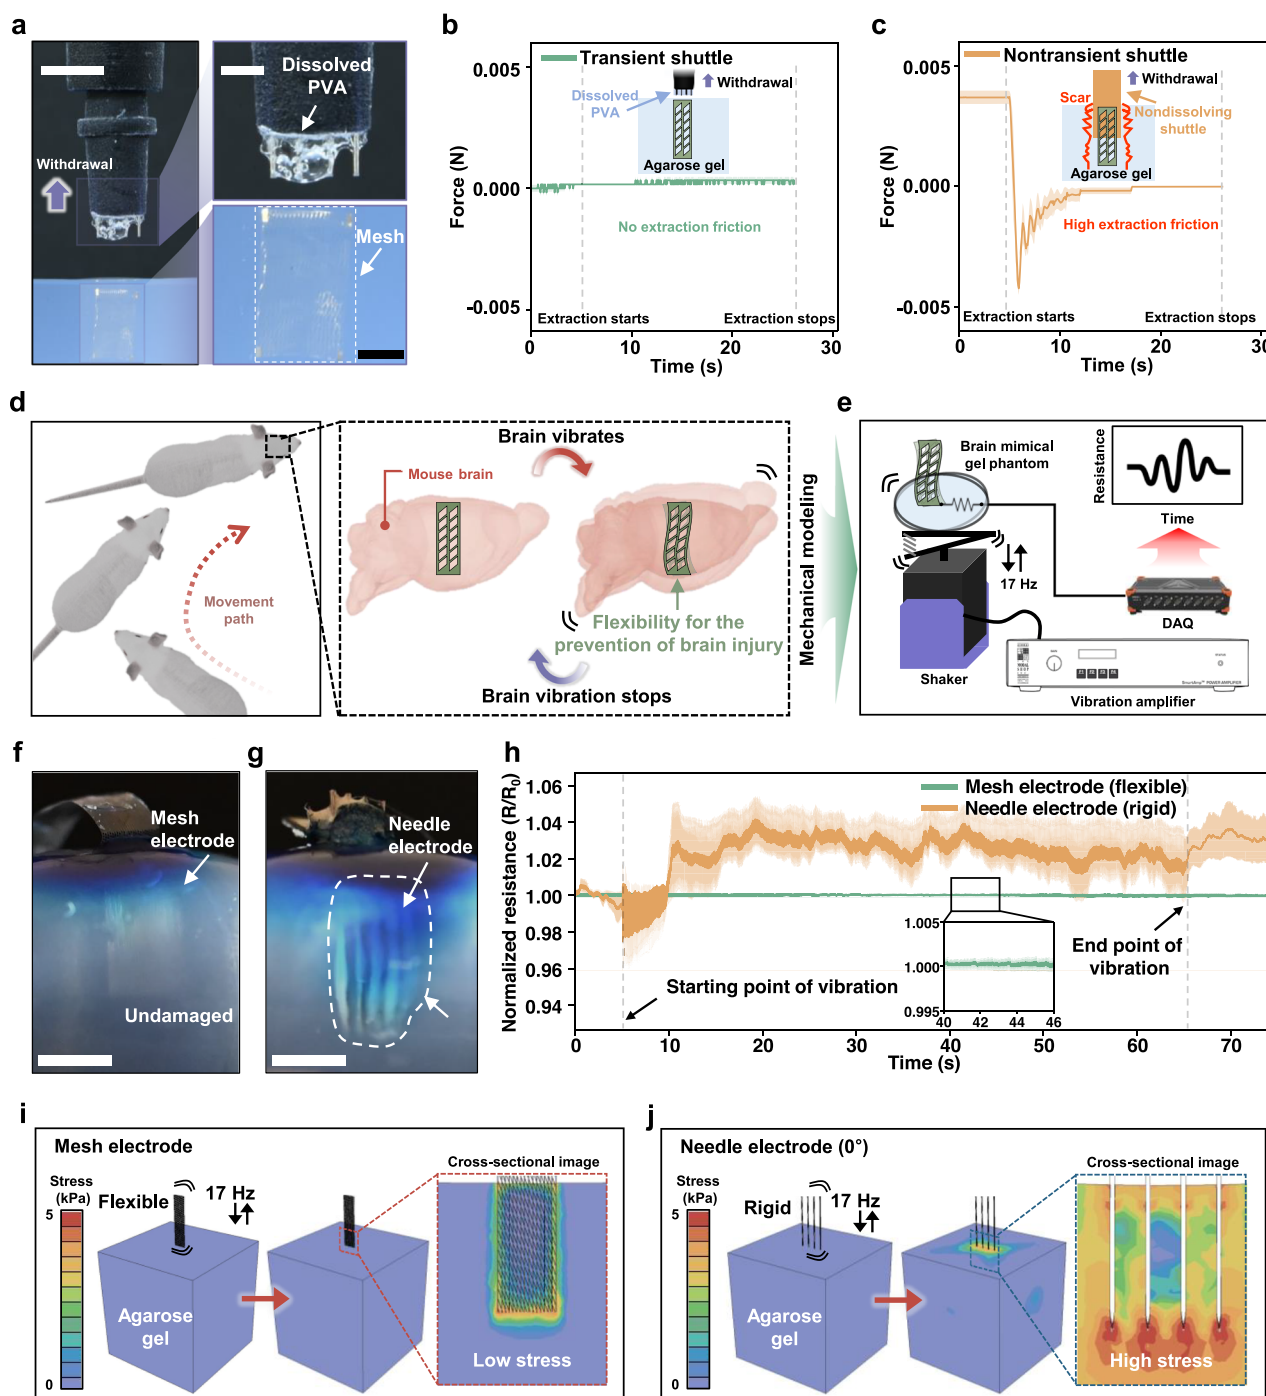 a
Dissolved
PVA
Withdrawal
Mesh
b
Force (N)
0.005
0.000
-0.005
Transient shuttle
Withdrawal
Dissolved
PVA
Agarose gel
No extraction friction
Extraction starts
Extraction stops
0
10
20
30
Time (s)
c
Force (N)
0.005
0.000
-0.005
Nontransient shuttle
Withdrawal
Scar
Nondissolving
shuttle
Agarose gel
High extraction friction
Extraction starts
Extraction stops
0
10
20
30
Time (s)
d
Movement
path
Brain vibrates
Mouse brain
Flexibility for the
prevention of brain injury
Brain vibration stops
Mechanical modeling
e
Brain mimical
gel phantom
Resistance
Time
17 Hz
DAQ
Shaker
Vibration amplifier
f
Mesh
electrode
Undamaged
g
Needle
electrode
h
Normalized resistance (R/R0)
1.06
1.04
1.02
1.00
0.98
0.96
0.94
Mesh electrode (flexible)
Needle electrode (rigid)
1.005
1.000
0.995
40
42
44
46
Starting point of vibration
End point of
vibration
0
10
20
30
40
50
60
70
Time (s)
i
Mesh electrode
Stress
(kPa)
5
0
Flexible
17 Hz
Agarose
gel
Cross-sectional image
Low stress
j
Needle electrode (0°)
Stress
(kPa)
5
0
Rigid
17 Hz
Agarose
gel
Cross-sectional image
High stress